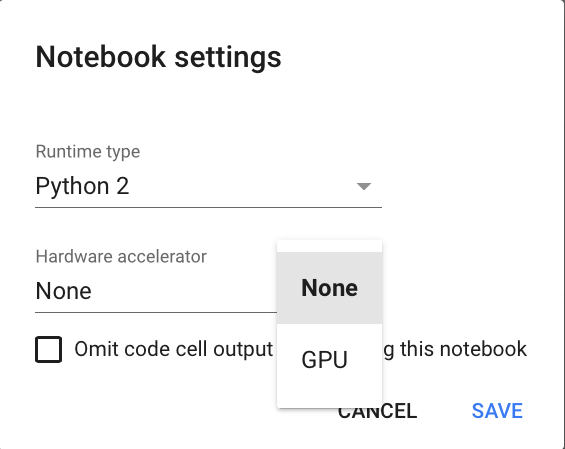 Notebook settings
Runtime type
Python 2
Hardware accelerator
None
None
GPU
Omit code cell output g this notebook
CANCEL
SAVE